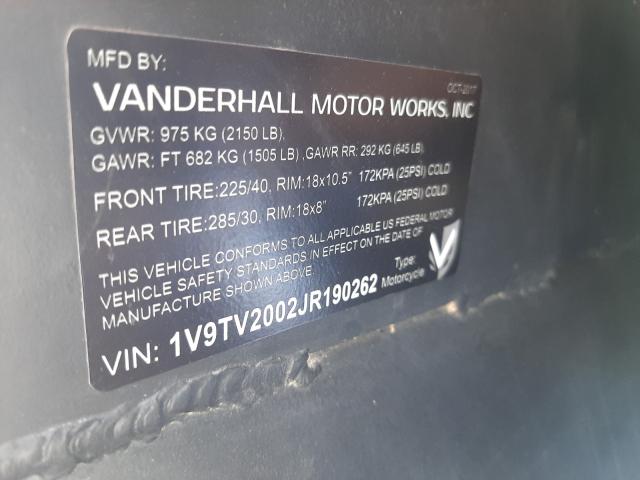 MFD BY:
OCT-2017
VANDERHALL MOTOR WORKS, INC
GVWR: 975 KG (2150 LB).
GAWR: FT 682 KG (1505 LB) ,GAWR RR: 292 KG (645 LB).
FRONT TIRE:225/40, RIM:18x10.5" 172KPA (25PSI) COLD
REAR TIRE:285/30, RIM:18x8" 172KPA (25PSI) COLD
THIS VEHICLE CONFORMS TO ALL APPLICABLE US FEDERAL MOTOR
VEHICLE SAFETY STANDARDS IN EFFECT ON THE DATE OF
MANUFACTURE SHOWN ABOVE.
Type:
Motorcycle
VIN: 1V9TV2002JR190262